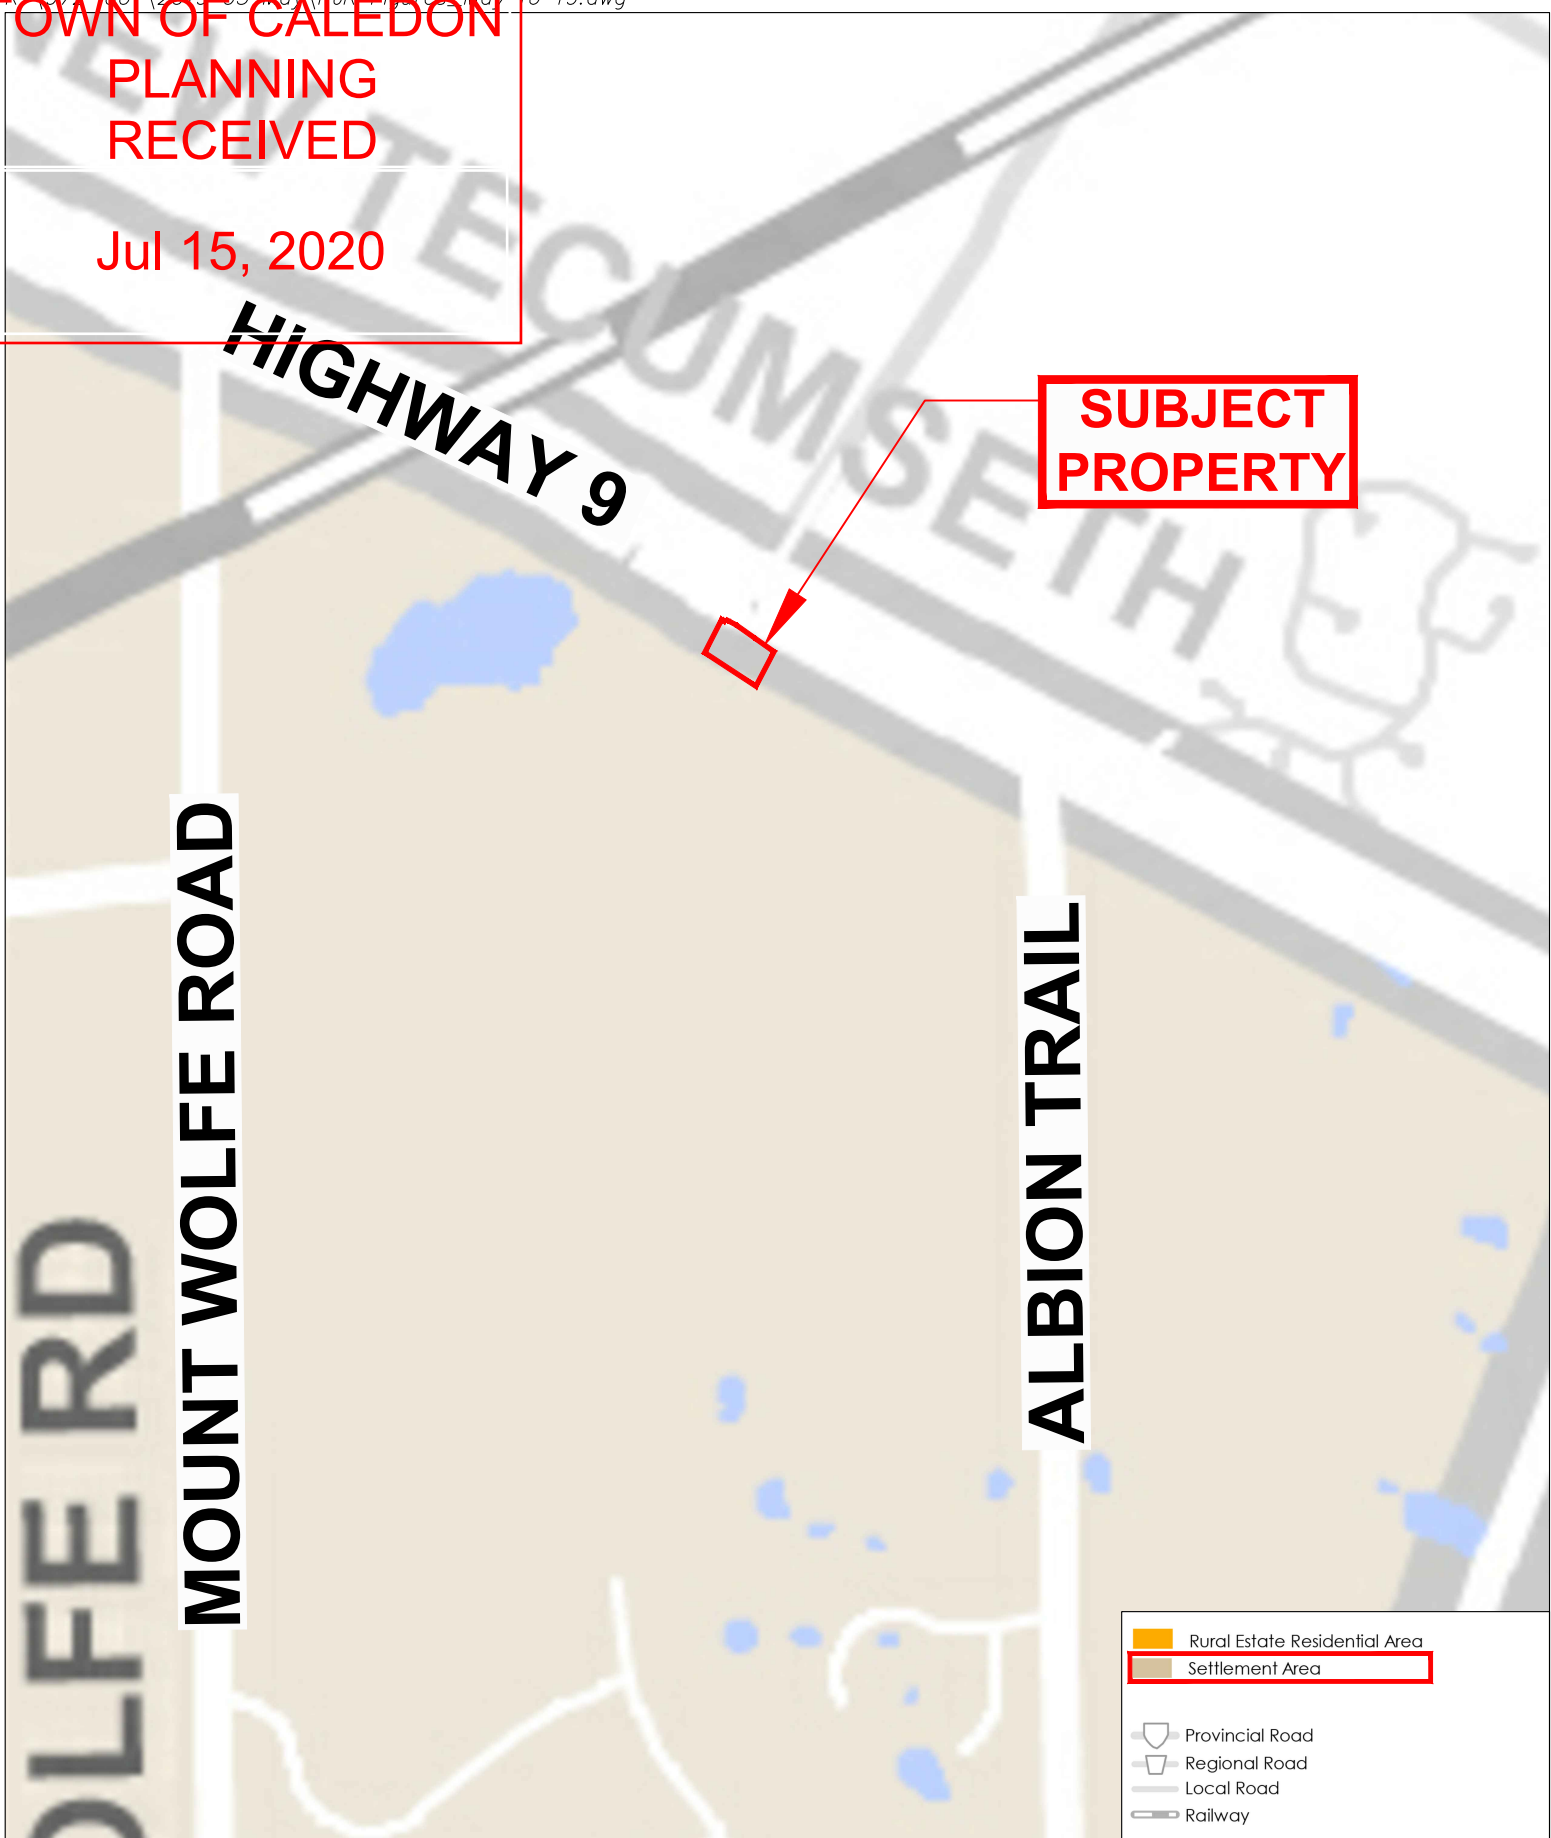 OWN OF CALEDON
PLANNING
RECEIVED
Jul 15, 2020
NEW TECUMSETH
HIGHWAY 9
SUBJECT
PROPERTY
MOUNT WOLFE ROAD
ALBION TRAIL
OLFE RD
Rural Estate Residential Area
Settlement Area
Provincial Road
Regional Road
Local Road
Railway